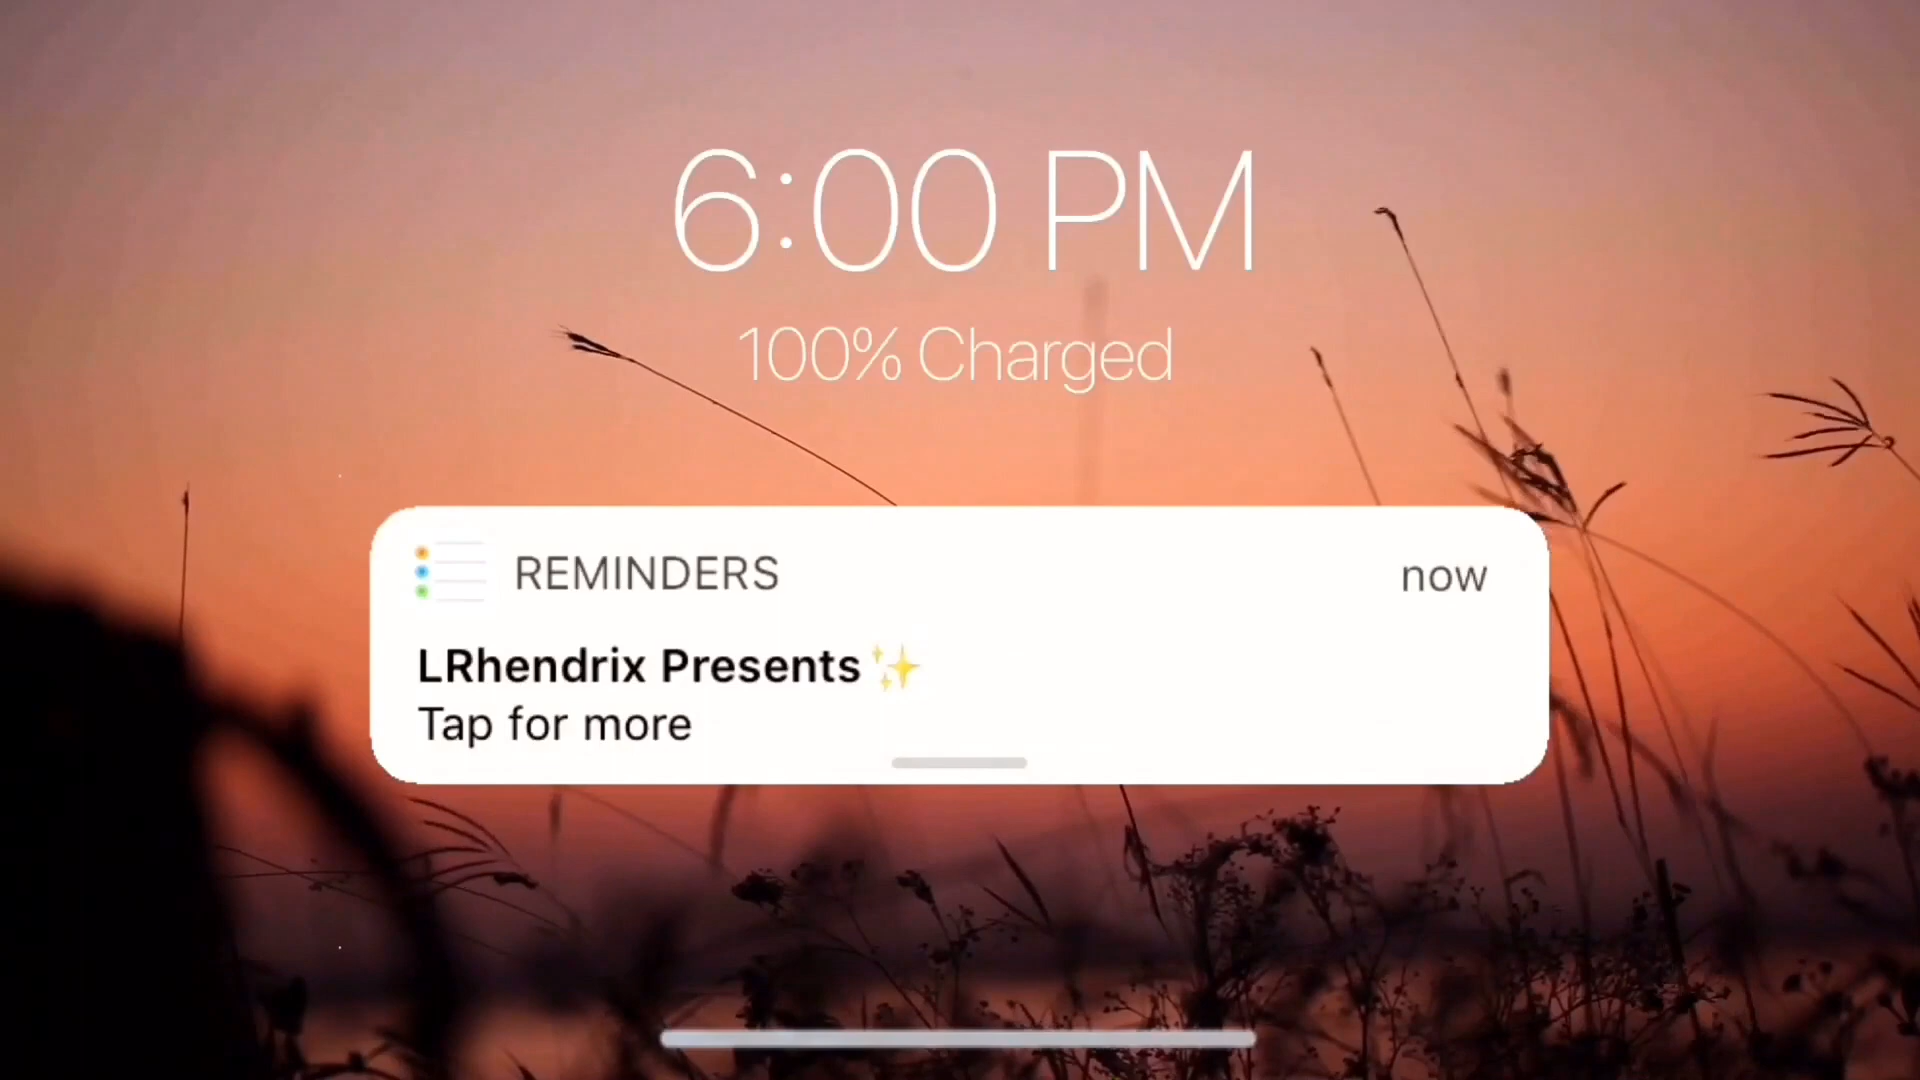 6:00 PM
100% Charged
REMINDERS now
LRhendrix Presents✨
Tap for more